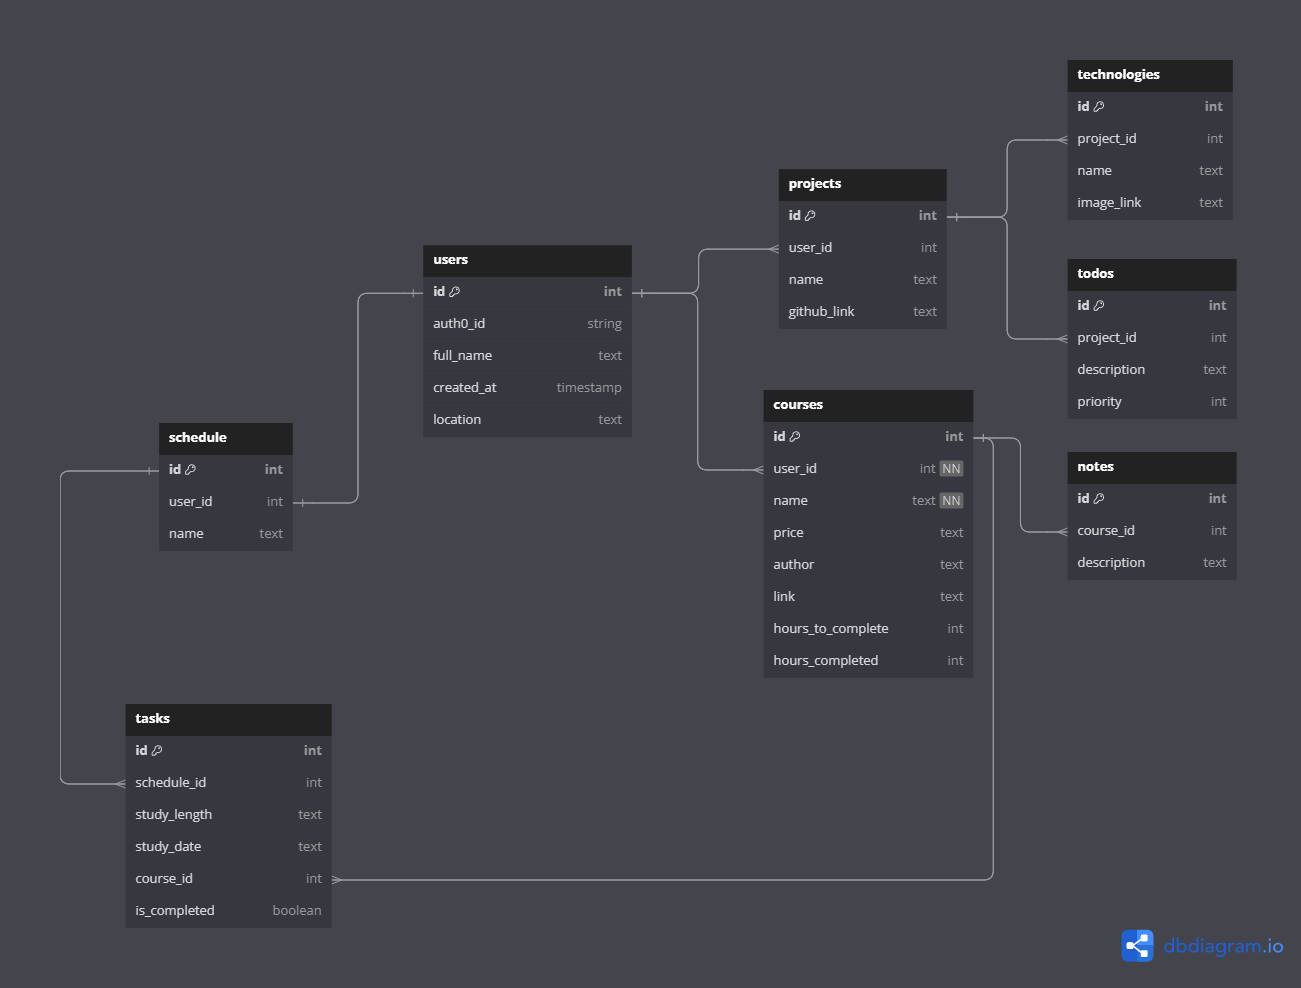 technologies
id int
project_id int
name text
image_link text
projects
id int
user_id int
name text
github_link text
users
id int
auth0_id string
full_name text
created_at timestamp
location text
todos
id int
project_id int
description text
priority int
courses
id int
user_id int NN
name text NN
price text
author text
link text
hours_to_complete int
hours_completed int
schedule
id int
user_id int
name text
notes
id int
course_id int
description text
tasks
id int
schedule_id int
study_length text
study_date text
course_id int
is_completed boolean
dbdiagram.io